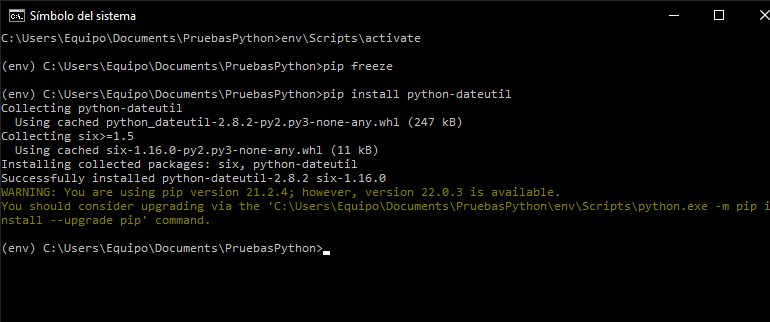 Símbolo del sistema
C:\Users\Equipo\Documents\PruebasPython>env\Scripts\activate
(env) C:\Users\Equipo\Documents\PruebasPython>pip freeze
(env) C:\Users\Equipo\Documents\PruebasPython>pip install python-dateutil
Collecting python-dateutil
  Using cached python_dateutil-2.8.2-py2.py3-none-any.whl (247 kB)
Collecting six>=1.5
  Using cached six-1.16.0-py2.py3-none-any.whl (11 kB)
Installing collected packages: six, python-dateutil
Successfully installed python-dateutil-2.8.2 six-1.16.0
WARNING: You are using pip version 21.2.4; however, version 22.0.3 is available.
You should consider upgrading via the 'C:\Users\Equipo\Documents\PruebasPython\env\Scripts\python.exe -m pip i
nstall --upgrade pip' command.
(env) C:\Users\Equipo\Documents\PruebasPython>